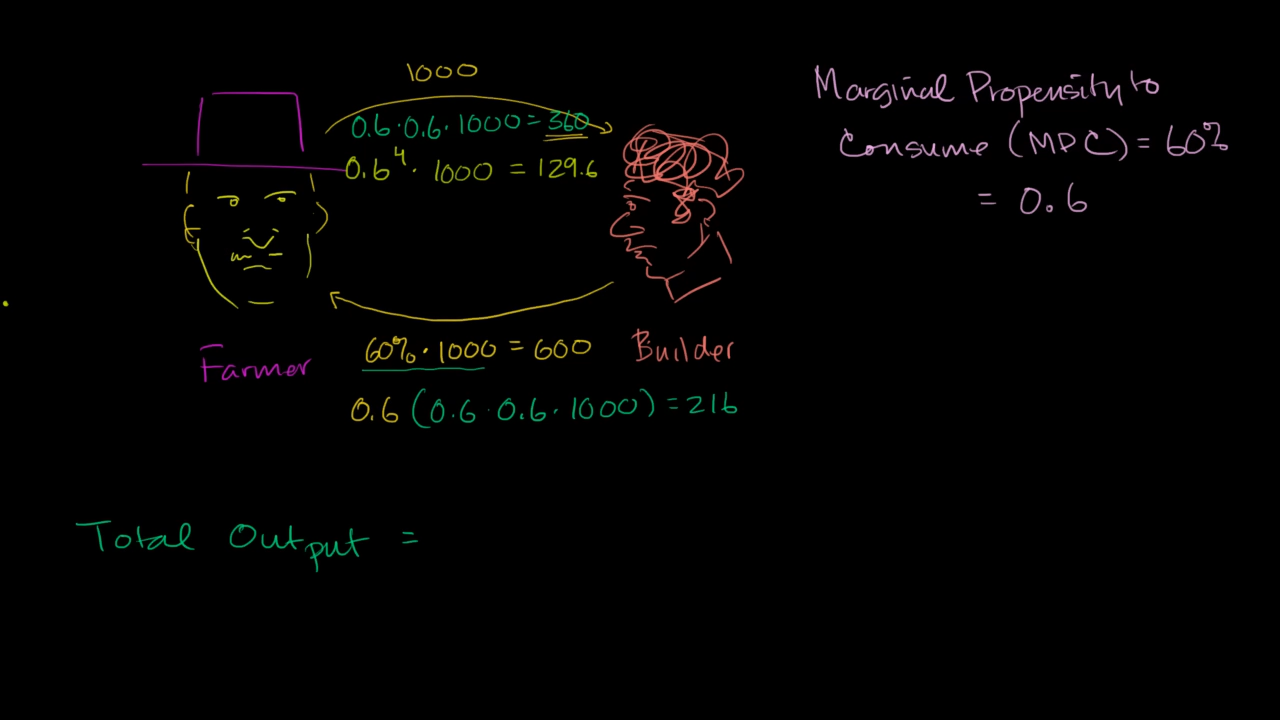 1000
0.6 · 0.6 · 1000 = 360
0.6⁴ · 1000 = 129.6
Marginal Propensity to
Consume (MPC) = 60%
= 0.6
Farmer
60% · 1000 = 600
Builder
0.6 (0.6 · 0.6 · 1000) = 216
Total Output =